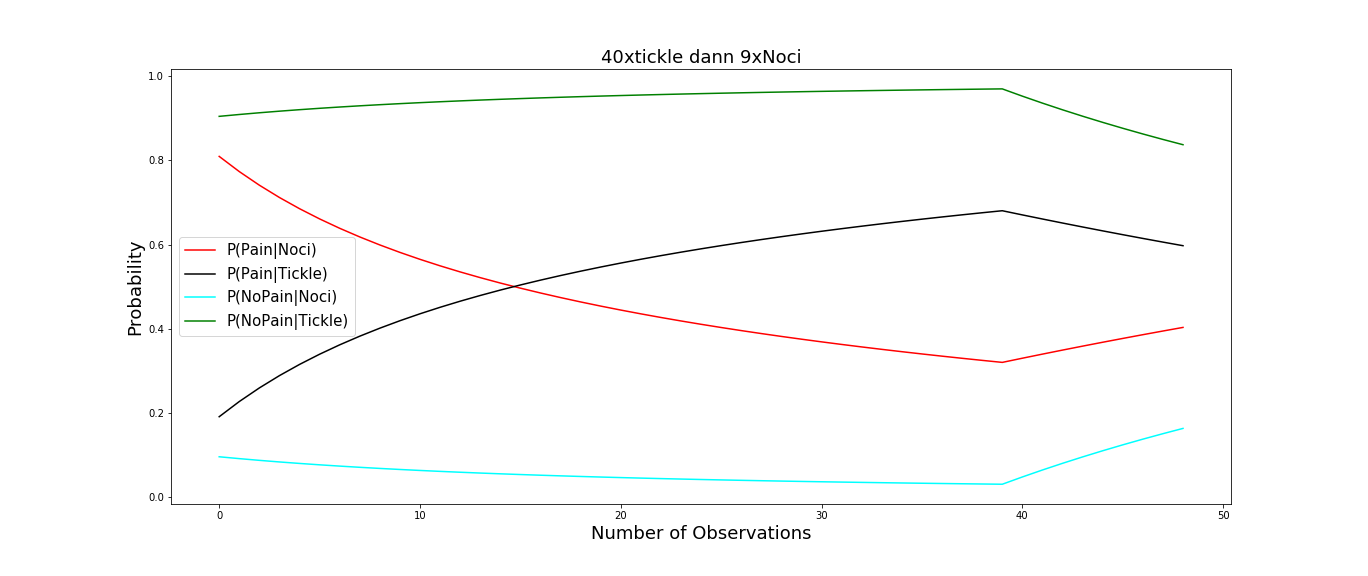 40xtickle dann 9xNoci
1.0
0.8
0.6
0.4
0.2
0.0
Probability
P(Pain|Noci)
P(Pain|Tickle)
P(NoPain|Noci)
P(NoPain|Tickle)
0 10 20 30 40 50
Number of Observations